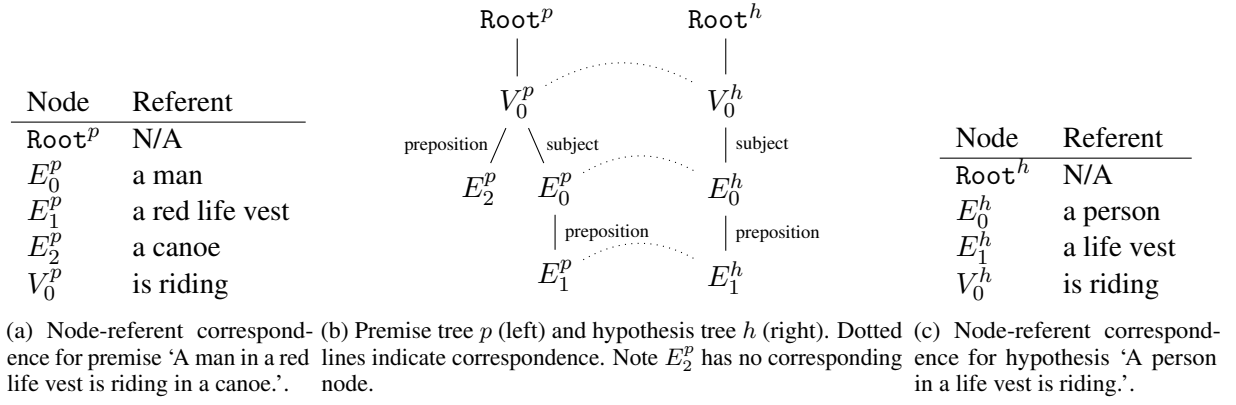 Node Referent
Root^p N/A
E_0^p a man
E_1^p a red life vest
E_2^p a canoe
V_0^p is riding
(a) Node-referent correspond-
ence for premise ‘A man in a red
life vest is riding in a canoe.’.
Root^p Root^h
V_0^p V_0^h
preposition subject subject
E_2^p E_0^p E_0^h
preposition preposition
E_1^p E_1^h
(b) Premise tree p (left) and hypothesis tree h (right). Dotted
lines indicate correspondence. Note E_2^p has no corresponding
node.
Node Referent
Root^h N/A
E_0^h a person
E_1^h a life vest
V_0^h is riding
(c) Node-referent correspond-
ence for hypothesis ‘A person
in a life vest is riding.’.